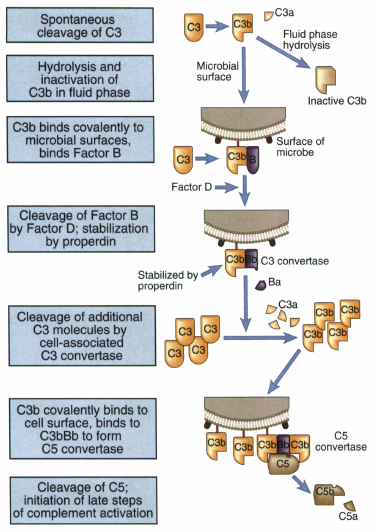 Spontaneous
cleavage of C3
C3
C3b
C3a
Fluid phase
hydrolysis
Microbial
surface
Hydrolysis and
inactivation of
C3b in fluid phase
Inactive C3b
C3b binds covalently to
microbial surfaces,
binds Factor B
C3
C3b
B
Surface of
microbe
Factor D
Cleavage of Factor B
by Factor D; stabilization
by properdin
C3b
Bb
C3 convertase
Stabilized by
properdin
Ba
Cleavage of additional
C3 molecules by
cell-associated
C3 convertase
C3
C3
C3
C3
C3a
C3b
C3b
C3b
C3b
C3b covalently binds to
cell surface, binds to
C3bBb to form
C5 convertase
C3b
C3b
C3b
Bb
C3b
C5
C5
convertase
Cleavage of C5;
initiation of late steps
of complement activation
C5b
C5a